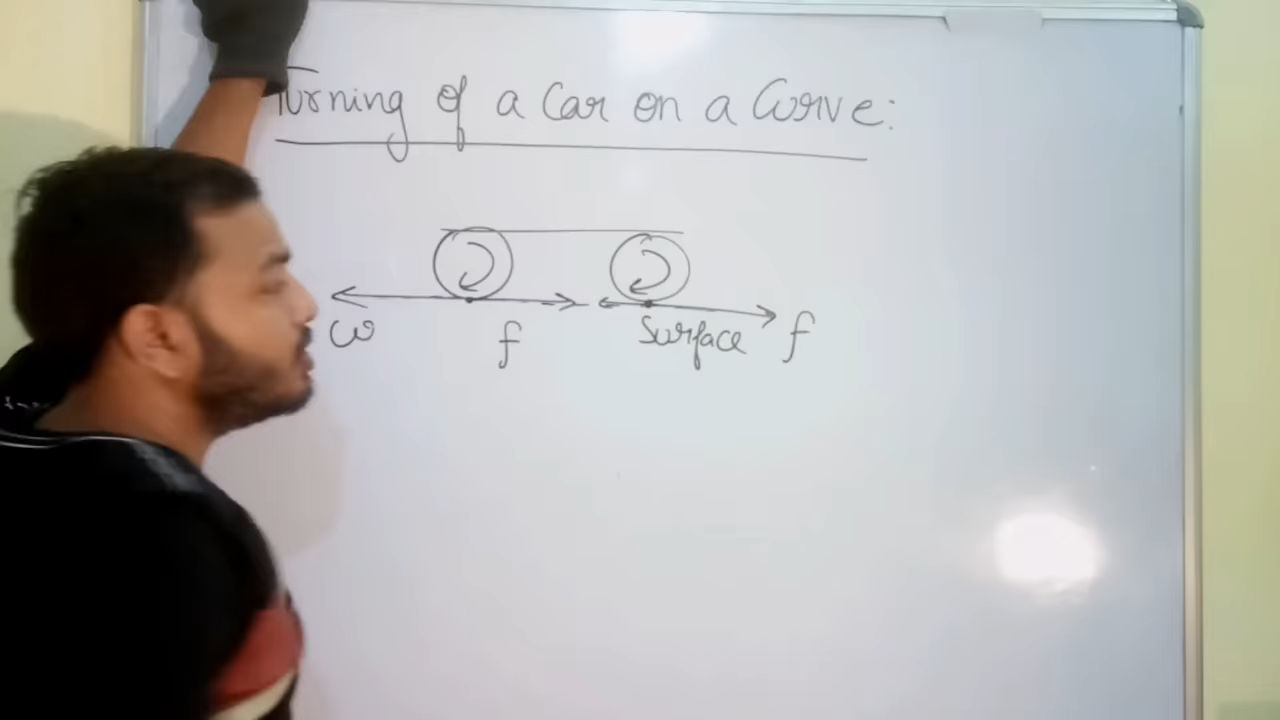 Turning of a Car on a Curve:
ω f Surface f